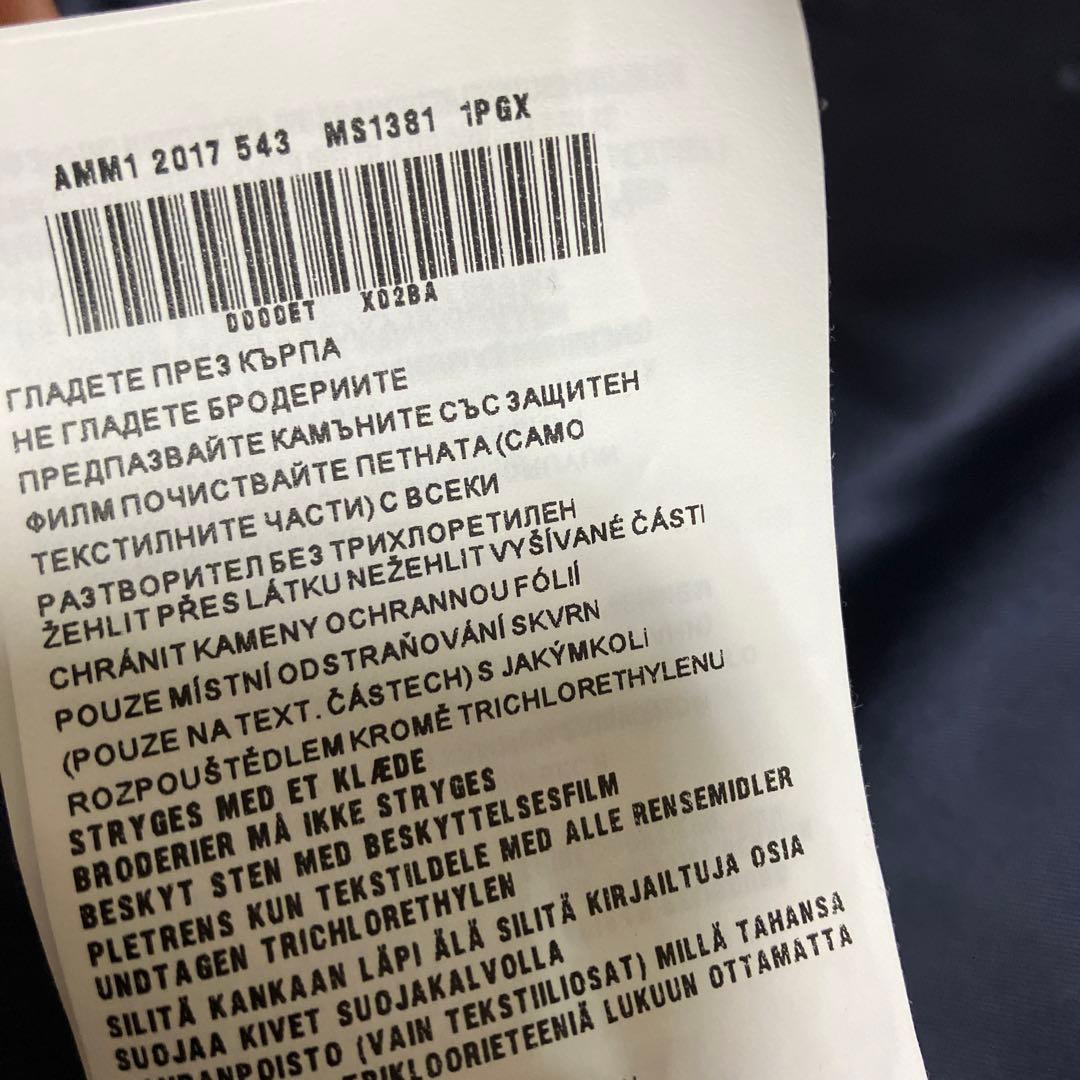 AMM1 2017 543 MS1381 1PGX
0000ET X02BA
ГЛАДЕТЕ ПРЕЗ КЪРПА
НЕ ГЛАДЕТЕ БРОДЕРИИТЕ
ПРЕДПАЗВАЙТЕ КАМЪНИТЕ СЪС ЗАЩИТЕН
ФИЛМ ПОЧИСТВАЙТЕ ПЕТНАТА (САМО
ТЕКСТИЛНИТЕ ЧАСТИ) С ВСЕКИ
РАЗТВОРИТЕЛ БЕЗ ТРИХЛОРЕТИЛЕН
ŽEHLIT PŘES LÁTKU NEŽEHLIT VYŠÍVANÉ ČÁSTI
CHRÁNIT KAMENY OCHRANNOU FÓLIÍ
POUZE MÍSTNÍ ODSTRAŇOVÁNÍ SKVRN
(POUZE NA TEXT. ČÁSTECH) S JAKÝMKOLI
ROZPOUŠTĚDLEM KROMĚ TRICHLORETHYLENU
STRYGES MED ET KLÆDE
BRODERIER MÅ IKKE STRYGES
BESKYT STEN MED BESKYTTELSESFILM
PLETRENS KUN TEKSTILDELE MED ALLE RENSEMIDLER
UNDTAGEN TRICHLORETHYLEN
SILITÄ KANKAAN LÄPI ÄLÄ SILITÄ KIRJAILTUJA OSIA
SUOJAA KIVET SUOJAKALVOLLA
(VAIN TEKSTIILIOSAT) MILLÄ TAHANSA
LUKUUN OTTAMATTA